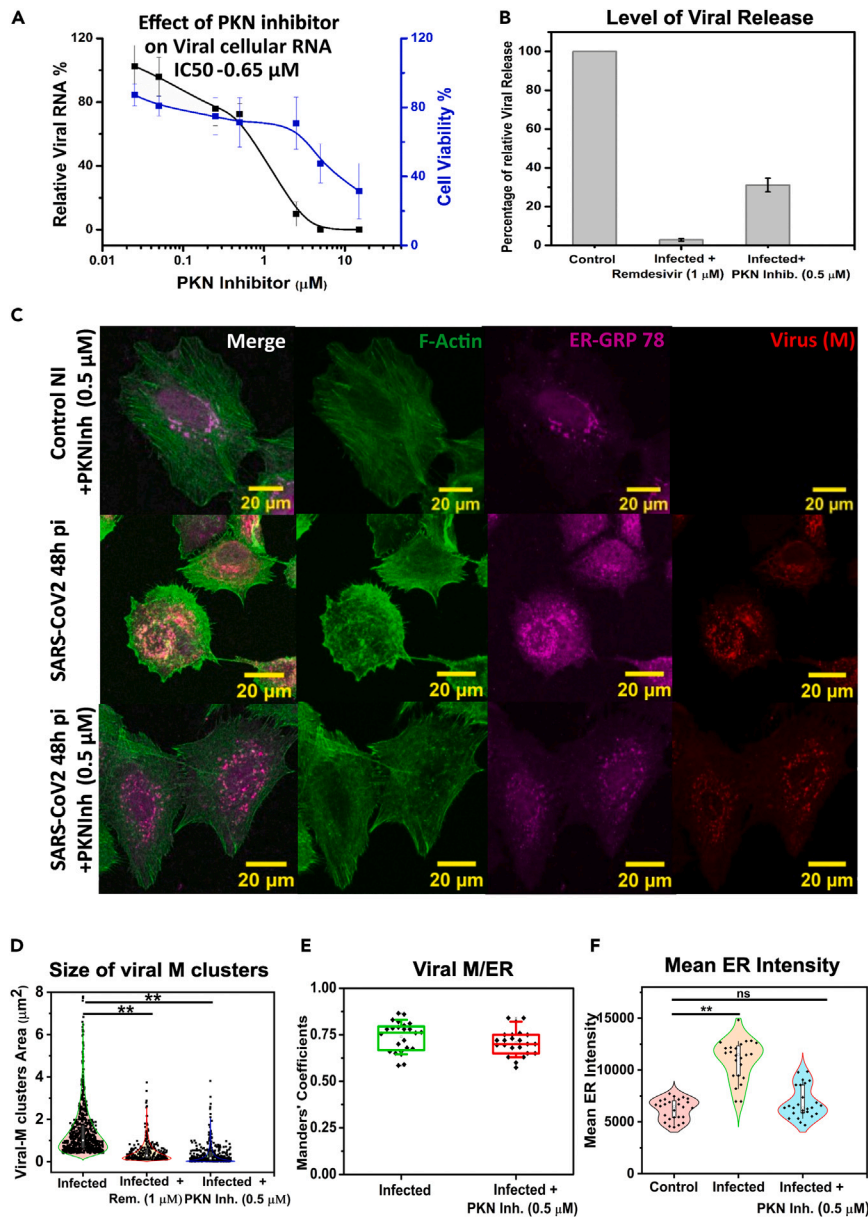 A
Effect of PKN inhibitor
on Viral cellular RNA
IC50 -0.65 μM
Relative Viral RNA %
120
80
40
0
0.01
0.1
1
10
PKN Inhibitor (μM)
120
80
40
0
Cell Viability %
B
Level of Viral Release
Percentage of relative Viral Release
100
80
60
40
20
0
Control
Infected +
Remdesivir (1 μM)
Infected+
PKN Inhib. (0.5 μM)
C
Merge
F-Actin
ER-GRP 78
Virus (M)
Control NI
+PKNInh (0.5 μM)
20 μm
20 μm
20 μm
20 μm
SARS-CoV2 48h pi
20 μm
20 μm
20 μm
20 μm
SARS-CoV2 48h pi
+PKNInh (0.5 μM)
20 μm
20 μm
20 μm
20 μm
D
Size of viral M clusters
Viral-M clusters Area (μm2)
8
6
4
2
0
**
**
Infected
Infected +
Rem. (1 μM)
Infected +
PKN Inh. (0.5 μM)
E
Viral M/ER
Manders' Coefficients
1.00
0.75
0.50
0.25
0.00
Infected
Infected +
PKN Inh. (0.5 μM)
F
Mean ER Intensity
Mean ER Intensity
15000
10000
5000
0
ns
**
Control
Infected
Infected +
PKN Inh. (0.5 μM)